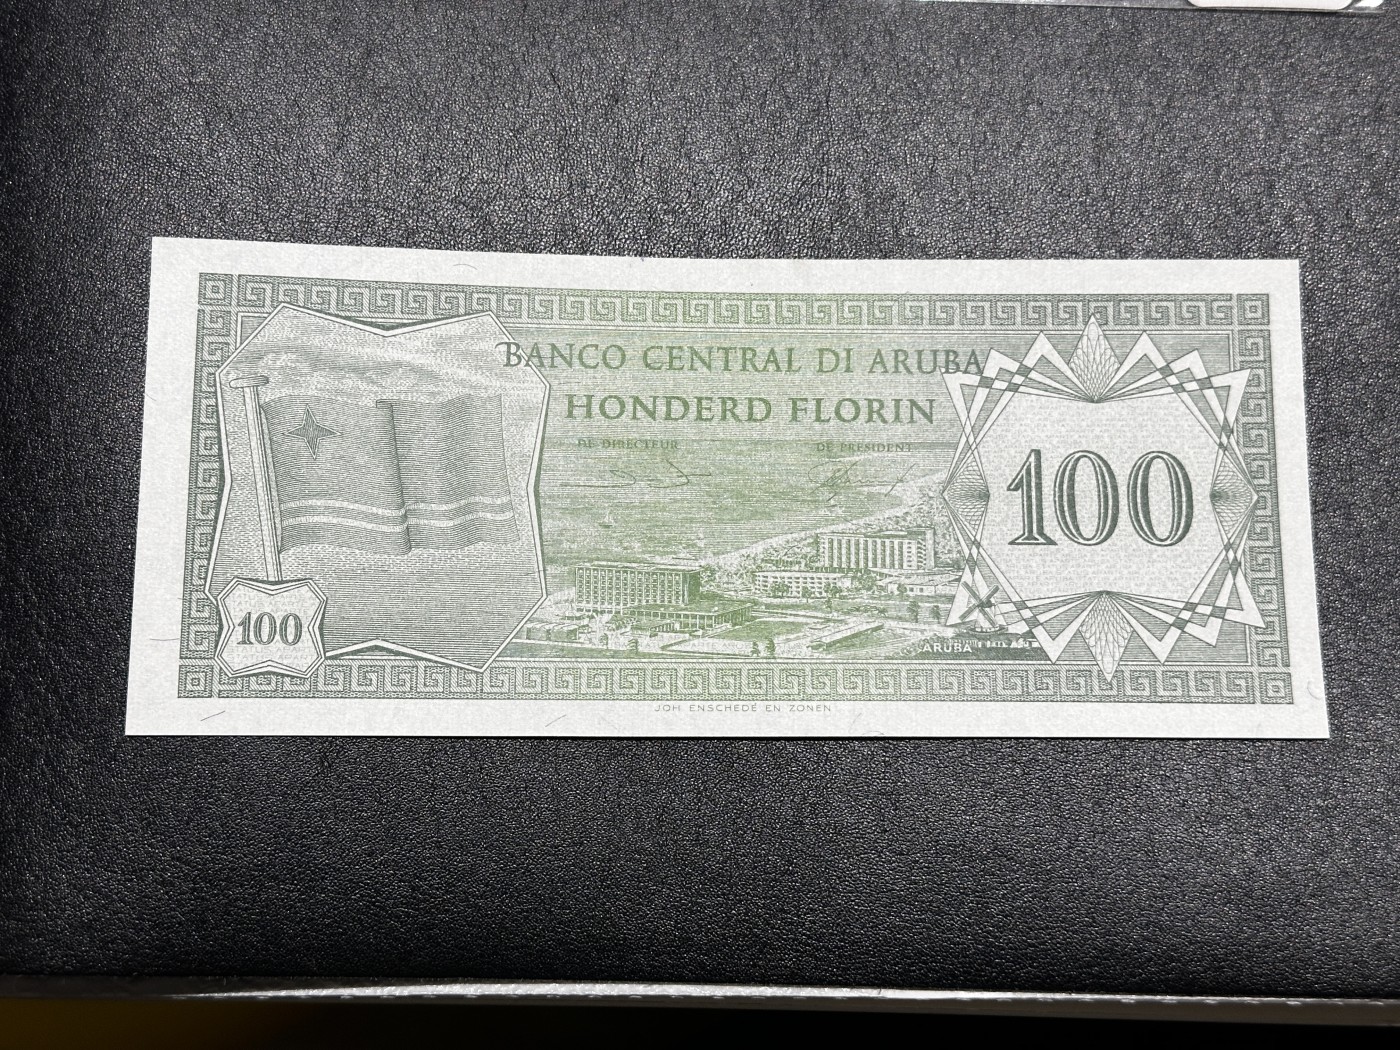 BANCO CENTRAL DI ARUBA
HONDERD FLORIN
DE DIRECTEUR DE PRESIDENT
100
100
ARUBA
JOH. ENSCHEDÉ EN ZONEN